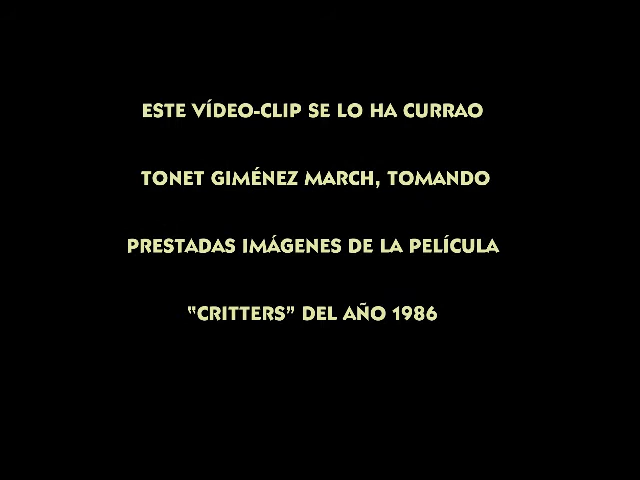 ESTE VÍDEO-CLIP SE LO HA CURRAO
TONET GIMÉNEZ MARCH, TOMANDO
PRESTADAS IMÁGENES DE LA PELÍCULA
“CRITTERS” DEL AÑO 1986